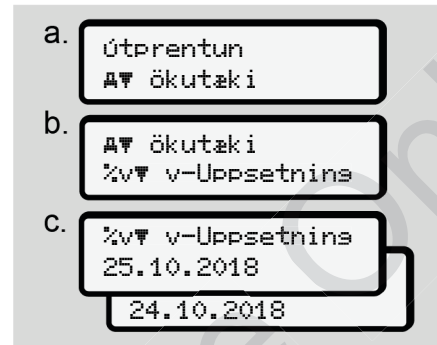 a.
útprentun
A▼ ökutæki
b.
A▼ ökutæki
%v▼ v-Uppsetning
c.
%v▼ v-Uppsetning
25.10.2018
24.10.2018